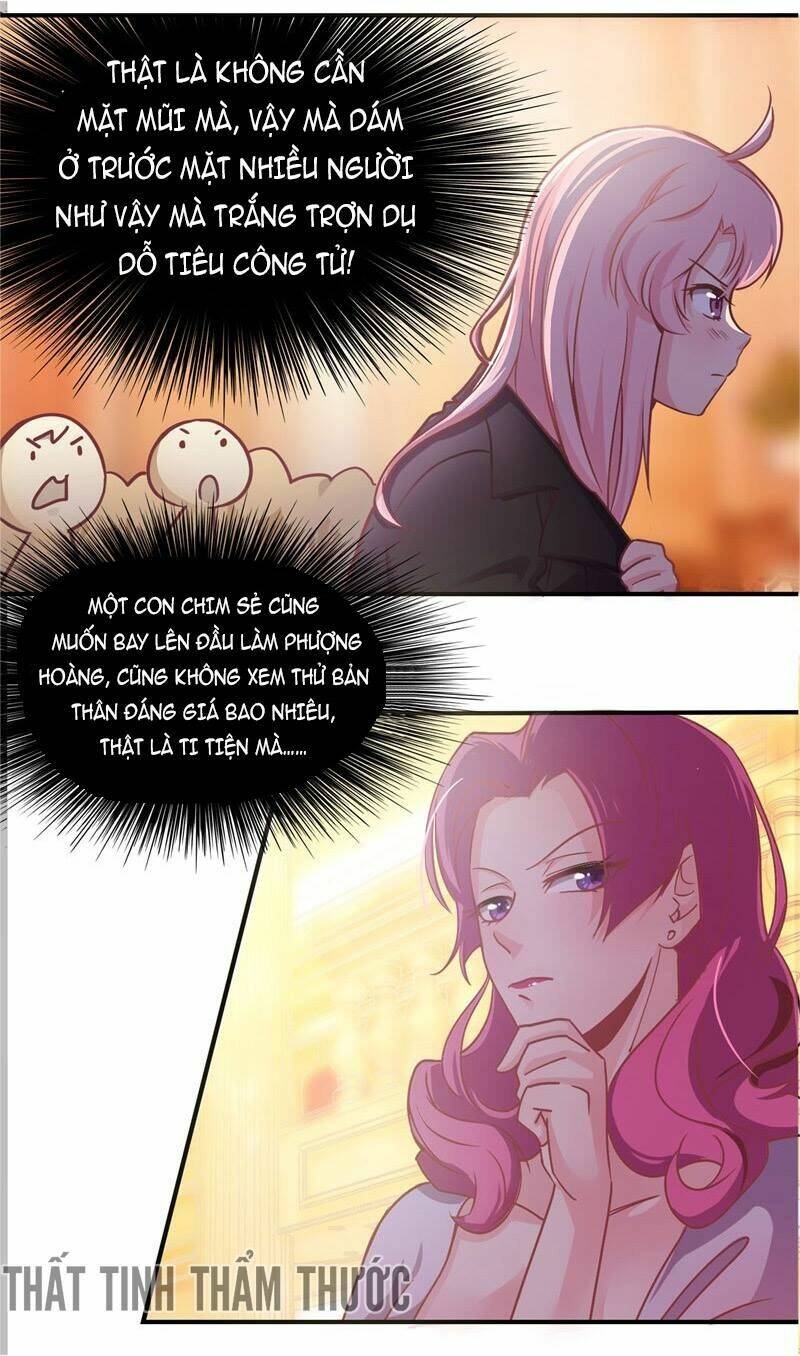 THẬT LÀ KHÔNG CẦN
MẶT MŨI MÀ, VẬY MÀ DÁM
Ở TRƯỚC MẶT NHIỀU NGƯỜI
NHƯ VẬY MÀ TRẮNG TRỢN DỤ
DỖ TIÊU CÔNG TỬ!
MỘT CON CHIM SẺ CŨNG
MUỐN BAY LÊN ĐẦU LÀM PHƯỢNG
HOÀNG, CŨNG KHÔNG XEM THỬ BẢN
THÂN ĐÁNG GIÁ BAO NHIÊU,
THẬT LÀ TI TIỆN MÀ......
THẤT TINH THẨM THƯỚC